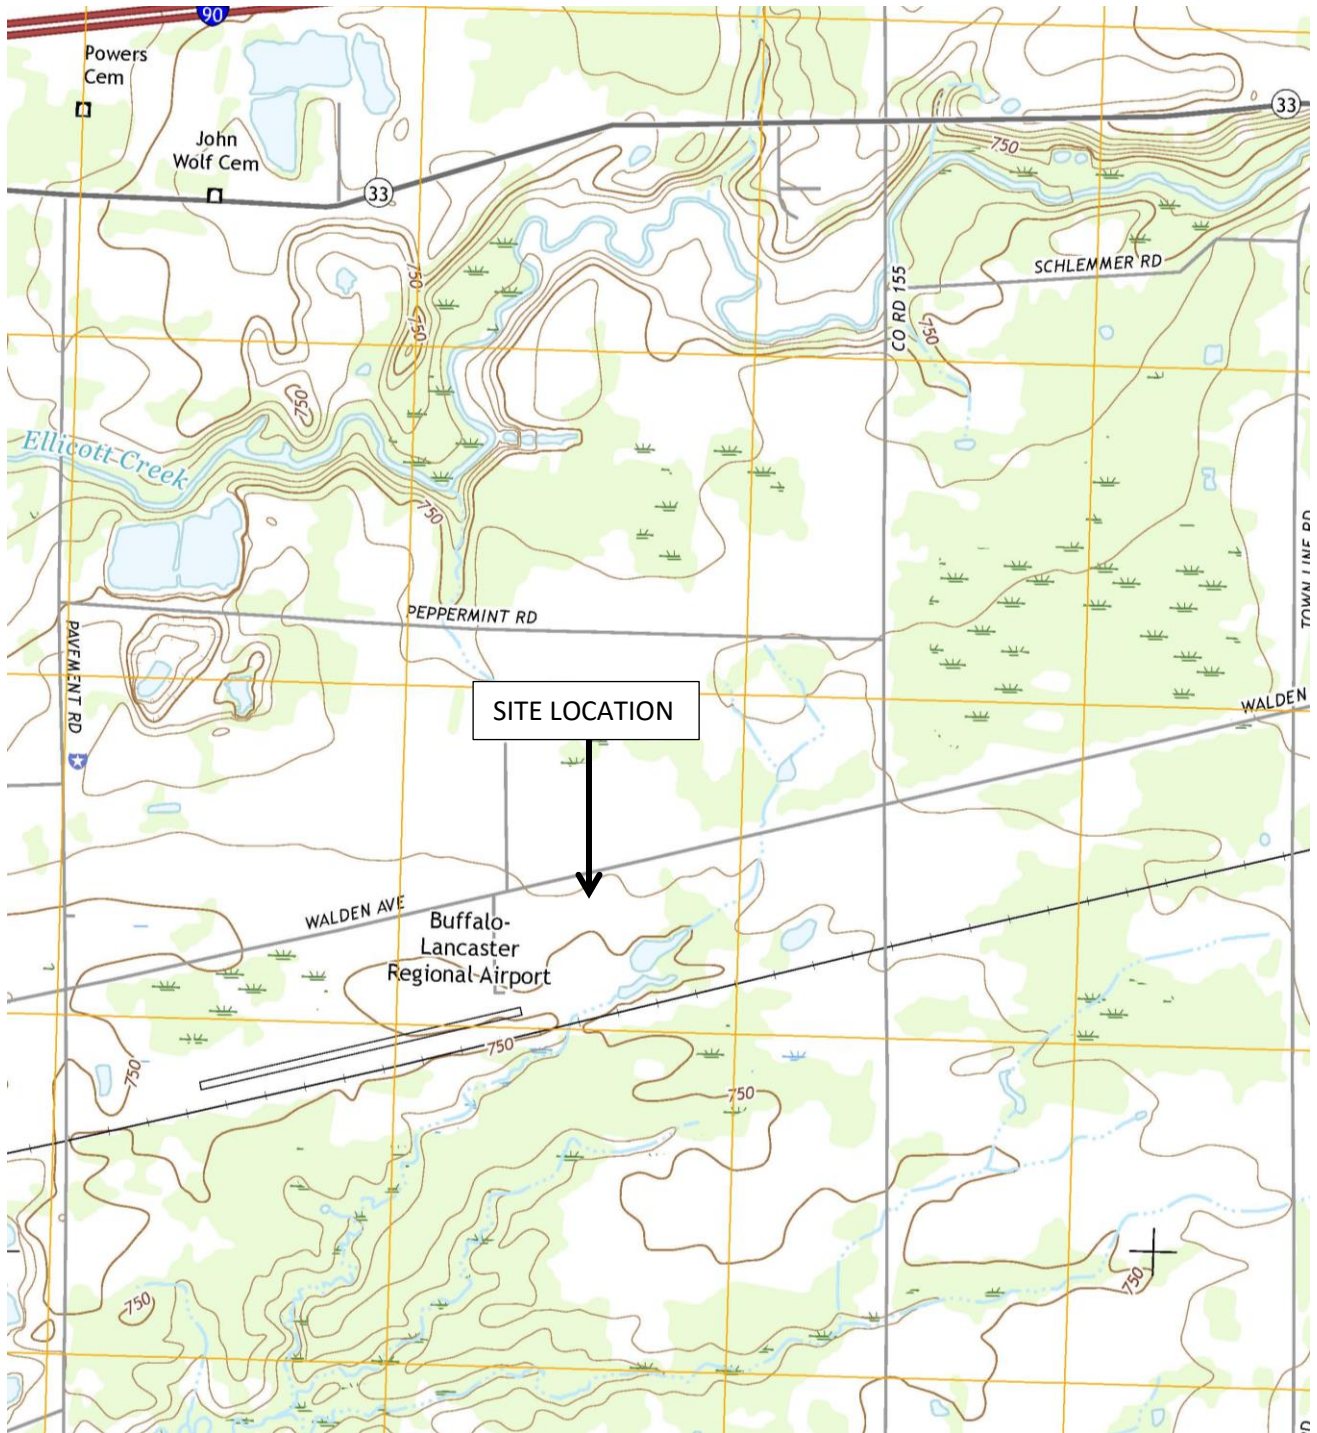 90
Powers
Cem
33
John
Wolf Cem
33
750
750
SCHLEMMER RD
CO RD 155
750
750
750
Ellicott Creek
750
TOWN LINE RD
PEPPERMINT RD
PAVEMENT RD
SITE LOCATION
WALDEN
WALDEN AVE
Buffalo-
Lancaster
Regional Airport
750
750
750
750
750